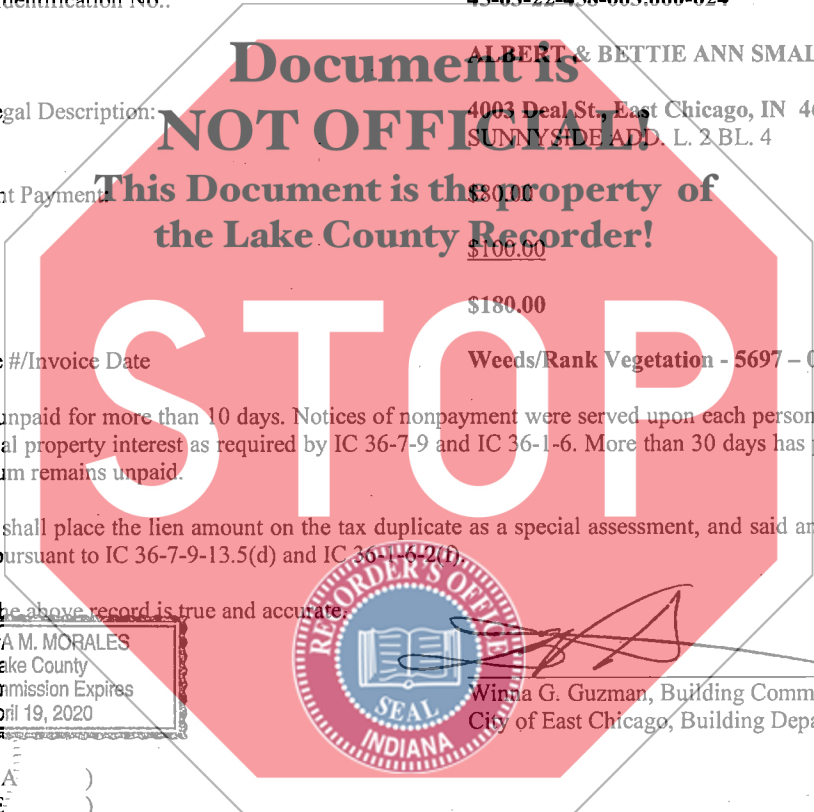 dentification No..
ALBERT & BETTIE ANN SMAL
Document is
gal Description:
4003 Deal St., East Chicago, IN 46
NOT OFFICIAL!
SUNNYSIDE ADD. L. 2 BL. 4
nt Payment:
$80.00
This Document is the property of
the Lake County Recorder!
$100.00
$180.00
STOP
#/Invoice Date
Weeds/Rank Vegetation - 5697 – 0
unpaid for more than 10 days. Notices of nonpayment were served upon each person
al property interest as required by IC 36-7-9 and IC 36-1-6. More than 30 days has
um remains unpaid.
shall place the lien amount on the tax duplicate as a special assessment, and said
ursuant to IC 36-7-9-13.5(d) and IC 36-1-6-2(f).
he above record is true and accurate.
RECORDER'S OFFICE
SEAL
INDIANA
A M. MORALES
ake County
mmission Expires
ril 19, 2020
Winna G. Guzman, Building Comm
City of East Chicago, Building Depa
A )
)